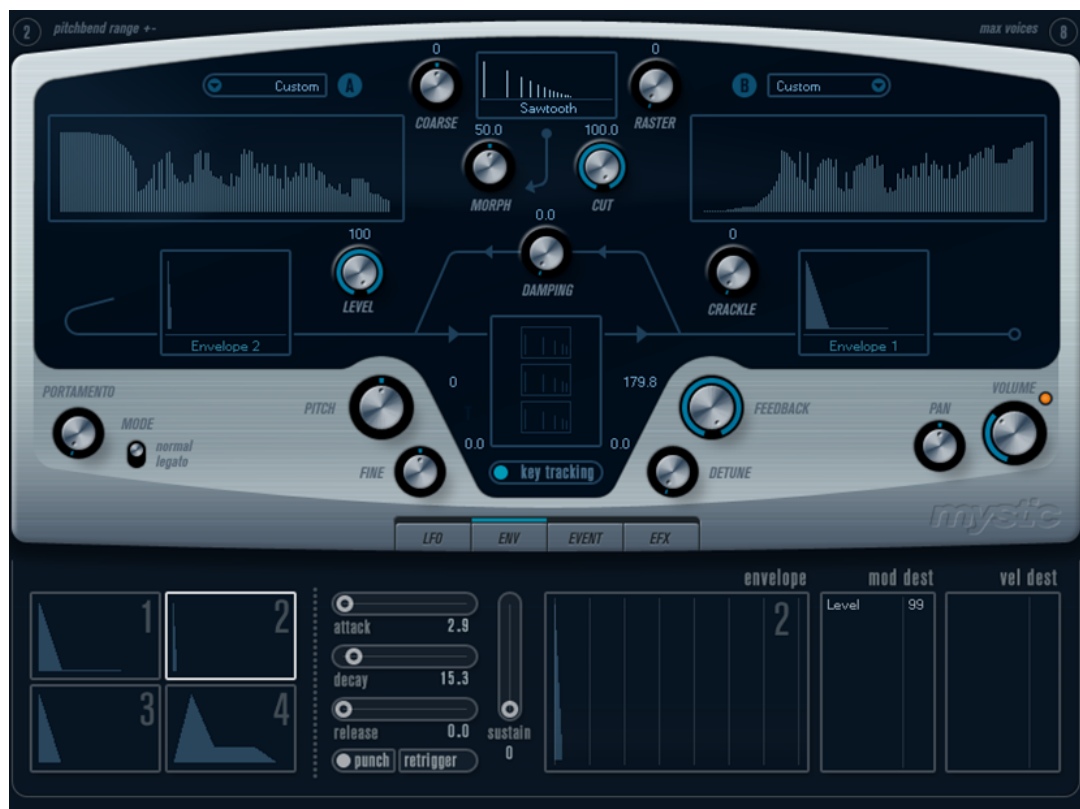 2 pitchbend range +- max voices 8
0 0
Custom A B Custom
Sawtooth
COARSE RASTER
50.0 100.0
MORPH CUT
0.0
100 0
DAMPING
LEVEL CRACKLE
Envelope 2 Envelope 1
PORTAMENTO VOLUME
0 179.8
PITCH FEEDBACK PAN
MODE
normal
legato
0.0 0.0
FINE key tracking DETUNE
mystic
LFO ENV EVENT EFX
envelope mod dest vel dest
1 2
attack 2.9
2
Level 99
decay 15.3
3 4
release 0.0
sustain
0
punch retrigger